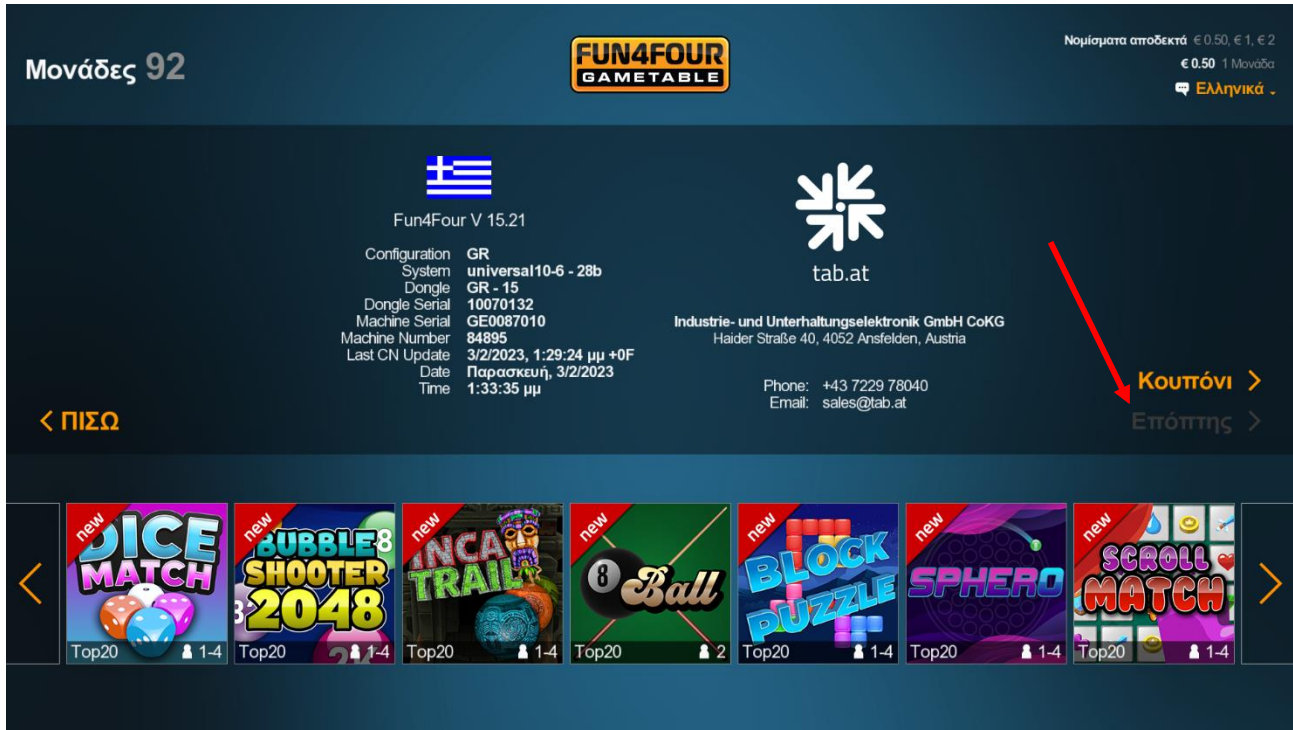 Μονάδες 92
FUN4FOUR
GAMETABLE
Νομίσματα αποδεκτά € 0.50, € 1, € 2
€ 0.50 1 Μονάδα
Ελληνικά
Fun4Four V 15.21
Configuration GR
System universal10-6 - 28b
Dongle GR - 15
Dongle Serial 10070132
Machine Serial GE0087010
Machine Number 84895
Last CN Update 3/2/2023, 1:29:24 μμ +0F
Date Παρασκευή, 3/2/2023
Time 1:33:35 μμ
tab.at
Industrie- und Unterhaltungselektronik GmbH CoKG
Haider Straße 40, 4052 Ansfelden, Austria
Phone: +43 7229 78040
Email: sales@tab.at
Κουπόνι >
Επόπτης >
< ΠΙΣΩ
new
DICE
MATCH
Top20 1-4
new
BUBBLE
SHOOTER
2048
Top20 1-4
new
INCA
TRAIL
Top20 1-4
new
8 Ball
Top20 2
new
BLOCK
PUZZLE
Top20 1-4
new
SPHERO
Top20 1-4
new
SCROLL
MATCH
Top20 1-4